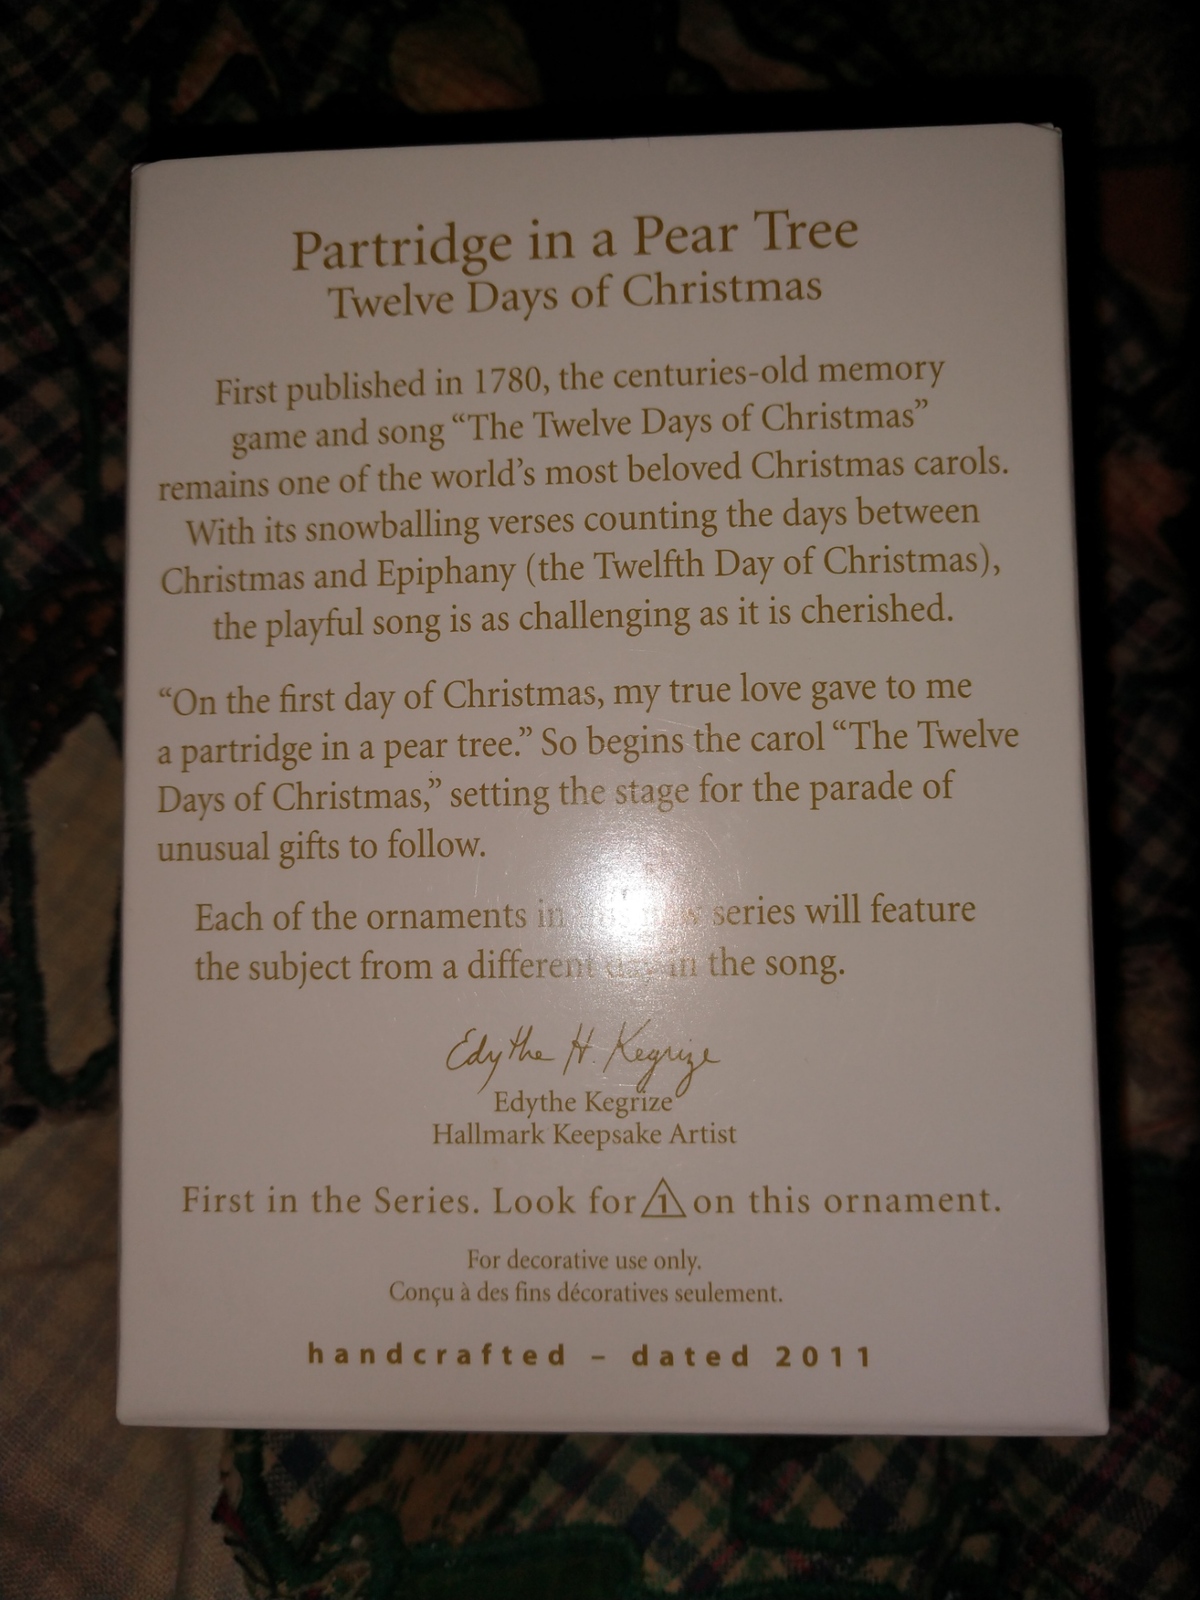 Partridge in a Pear Tree
Twelve Days of Christmas
First published in 1780, the centuries-old memory
game and song “The Twelve Days of Christmas”
remains one of the world’s most beloved Christmas carols.
With its snowballing verses counting the days between
Christmas and Epiphany (the Twelfth Day of Christmas),
the playful song is as challenging as it is cherished.
“On the first day of Christmas, my true love gave to me
a partridge in a pear tree.” So begins the carol “The Twelve
Days of Christmas,” setting the stage for the parade of
unusual gifts to follow.
Each of the ornaments in series will feature
the subject from a different day in the song.
Edythe H. Kegrize
Edythe Kegrize
Hallmark Keepsake Artist
First in the Series. Look for 1 on this ornament.
For decorative use only.
Conçu à des fins décoratives seulement.
handcrafted – dated 2011